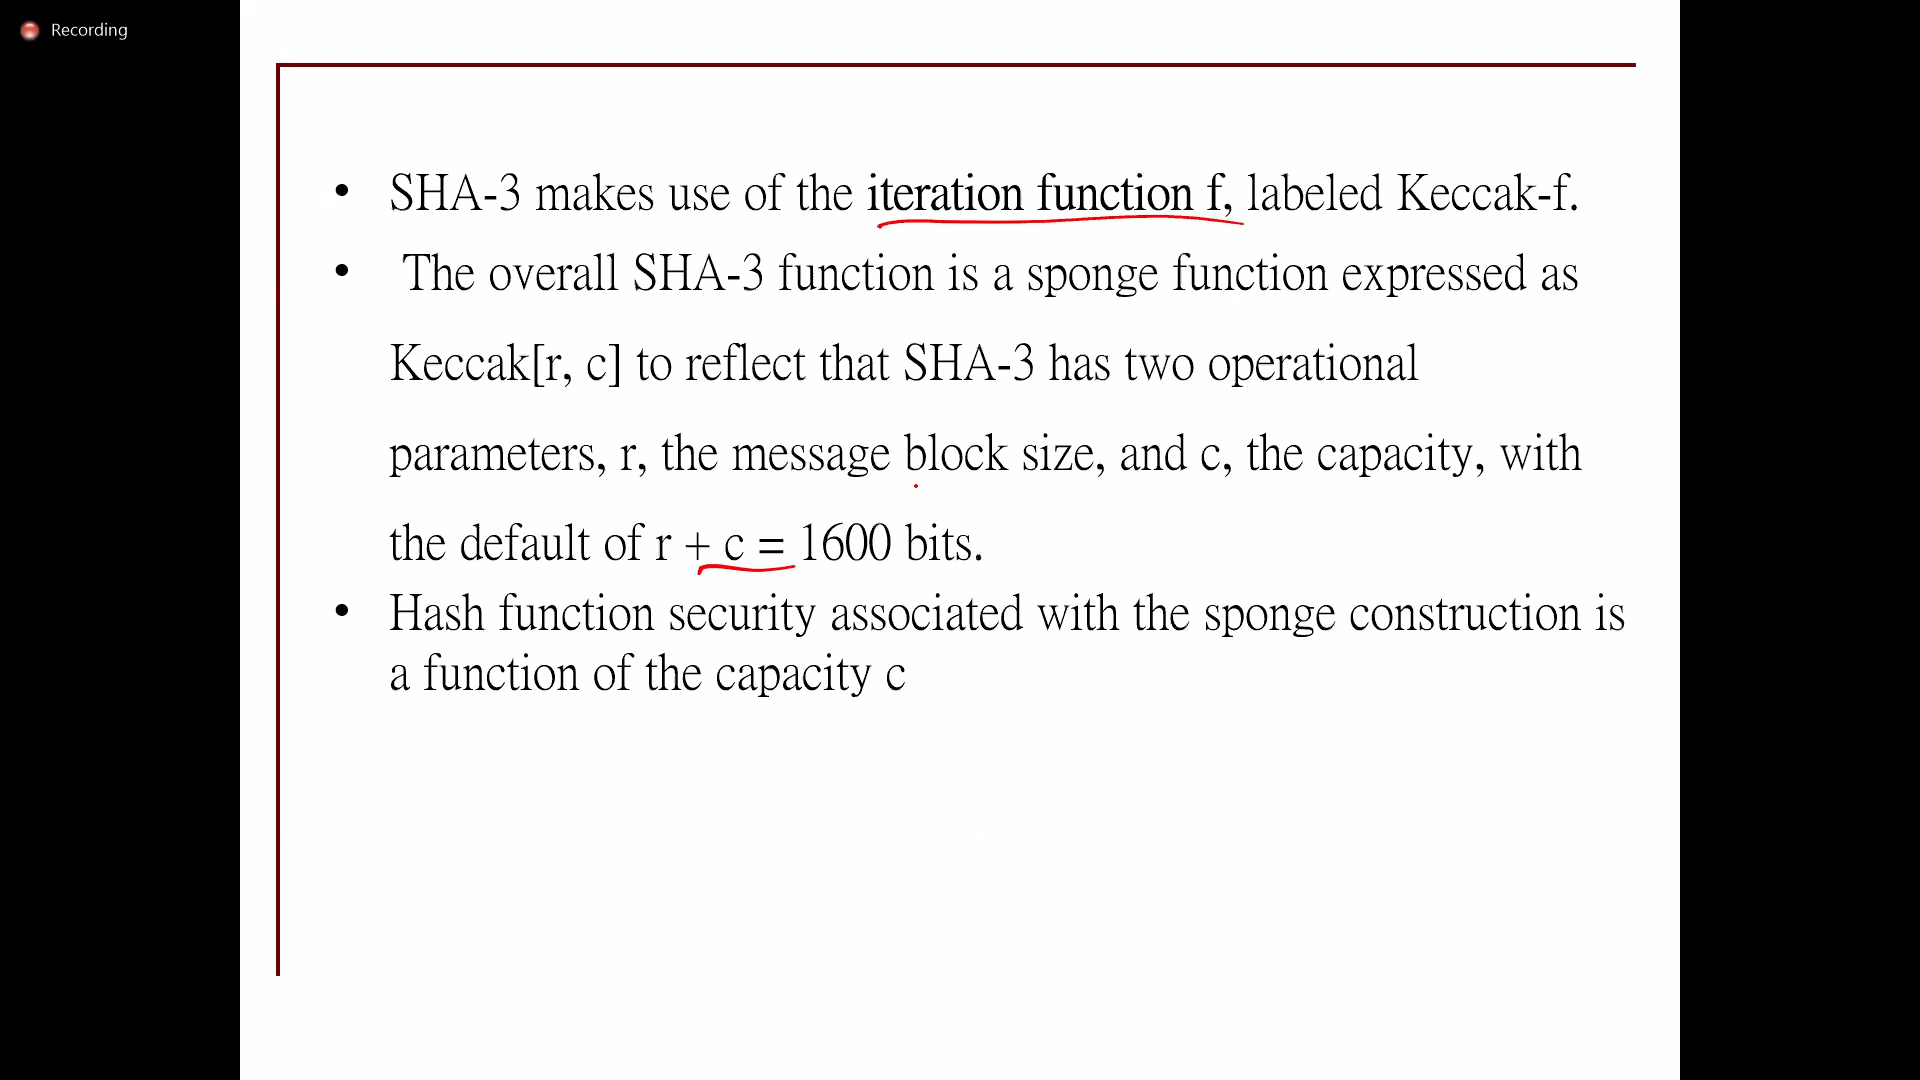 Recording
• SHA-3 makes use of the iteration function f, labeled Keccak-f.
• The overall SHA-3 function is a sponge function expressed as
Keccak[r, c] to reflect that SHA-3 has two operational
parameters, r, the message block size, and c, the capacity, with
the default of r + c = 1600 bits.
• Hash function security associated with the sponge construction is
a function of the capacity c